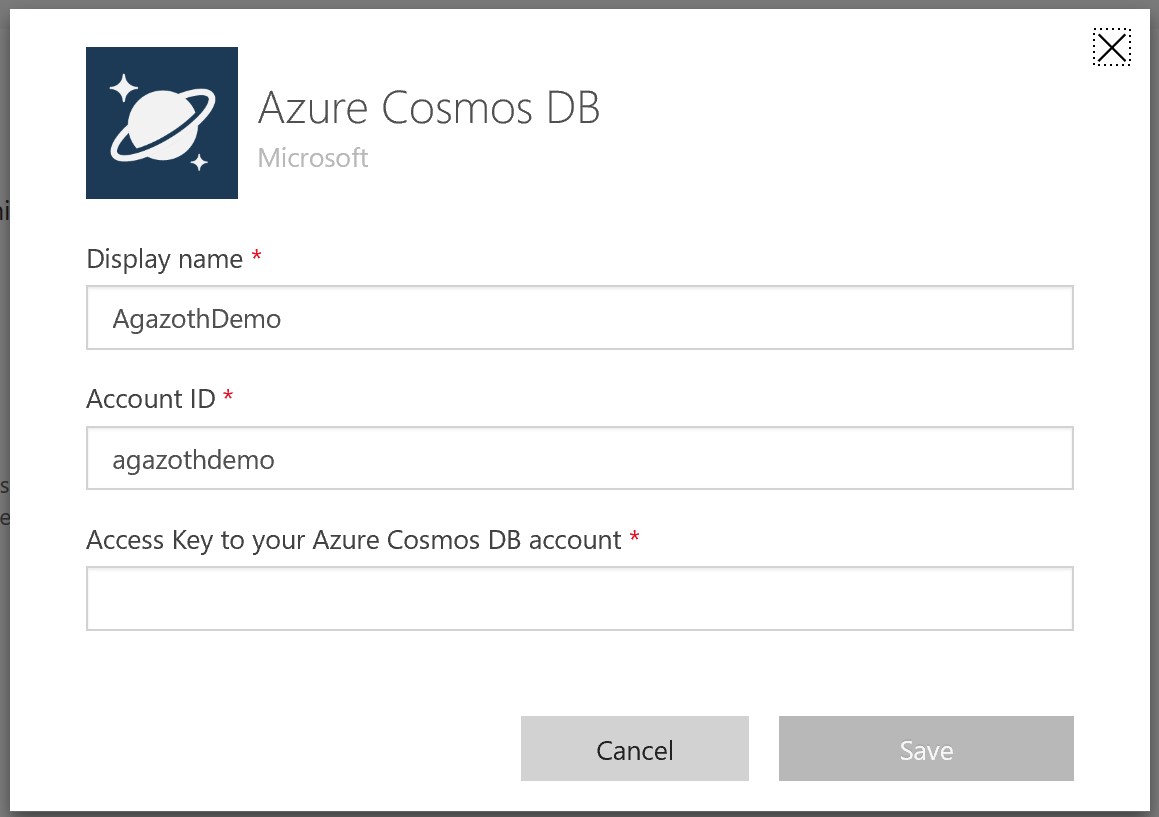 Azure Cosmos DB
Microsoft
Display name *
AgazothDemo
Account ID *
agazothdemo
Access Key to your Azure Cosmos DB account *
Cancel Save